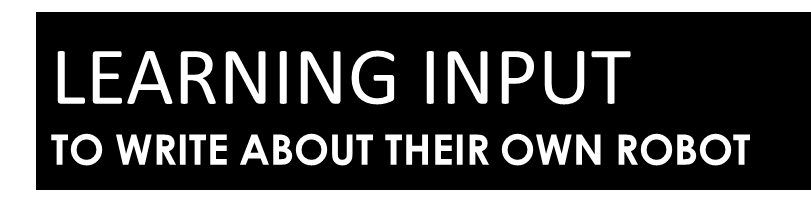 LEARNING INPUT
TO WRITE ABOUT THEIR OWN ROBOT